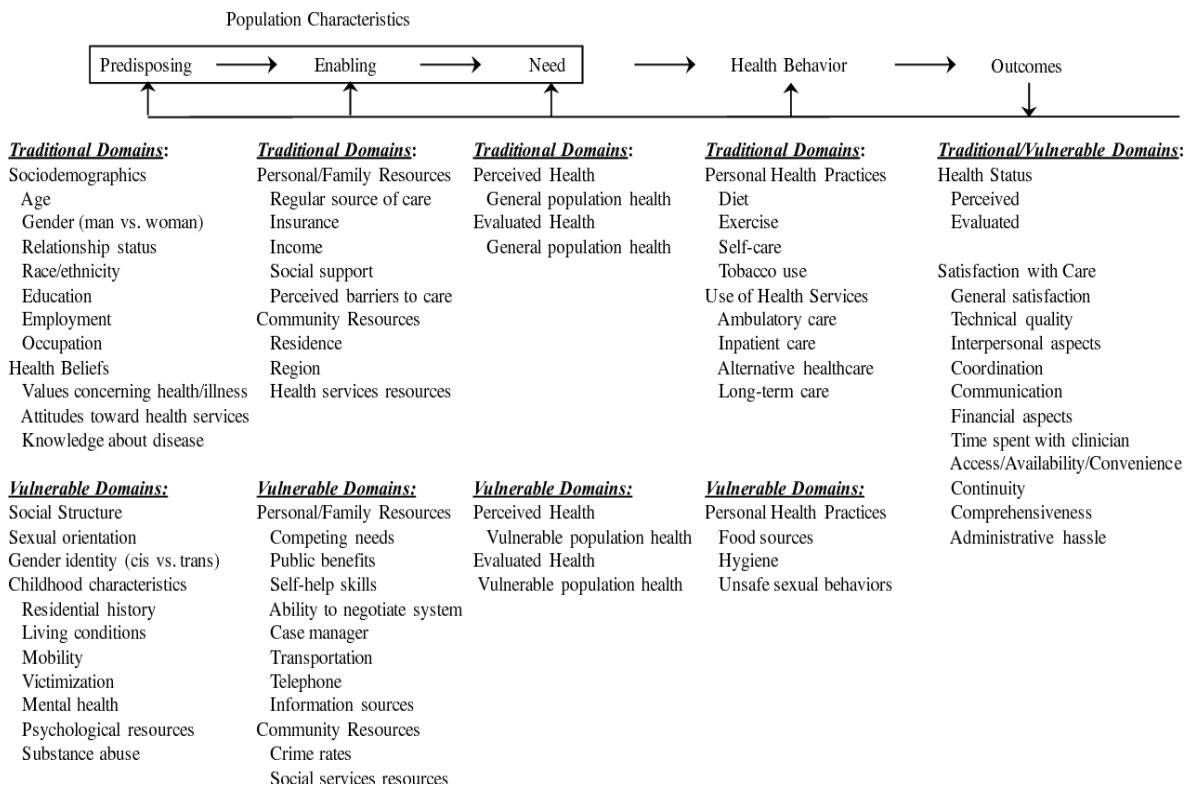 Population Characteristics
Predisposing Enabling Need Health Behavior Outcomes
Traditional Domains:
Sociodemographics
Age
Gender (man vs. woman)
Relationship status
Race/ethnicity
Education
Employment
Occupation
Health Beliefs
Values concerning health/illness
Attitudes toward health services
Knowledge about disease
Vulnerable Domains:
Social Structure
Sexual orientation
Gender identity (cis vs. trans)
Childhood characteristics
Residential history
Living conditions
Mobility
Victimization
Mental health
Psychological resources
Substance abuse
Traditional Domains:
Personal/Family Resources
Regular source of care
Insurance
Income
Social support
Perceived barriers to care
Community Resources
Residence
Region
Health services resources
Vulnerable Domains:
Personal/Family Resources
Competing needs
Public benefits
Self-help skills
Ability to negotiate system
Case manager
Transportation
Telephone
Information sources
Community Resources
Crime rates
Social services resources
Traditional Domains:
Perceived Health
General population health
Evaluated Health
General population health
Vulnerable Domains:
Perceived Health
Vulnerable population health
Evaluated Health
Vulnerable population health
Traditional Domains:
Personal Health Practices
Diet
Exercise
Self-care
Tobacco use
Use of Health Services
Ambulatory care
Inpatient care
Alternative healthcare
Long-term care
Vulnerable Domains:
Personal Health Practices
Food sources
Hygiene
Unsafe sexual behaviors
Traditional/Vulnerable Domains:
Health Status
Perceived
Evaluated
Satisfaction with Care
General satisfaction
Technical quality
Interpersonal aspects
Coordination
Communication
Financial aspects
Time spent with clinician
Access/Availability/Convenience
Continuity
Comprehensiveness
Administrative hassle